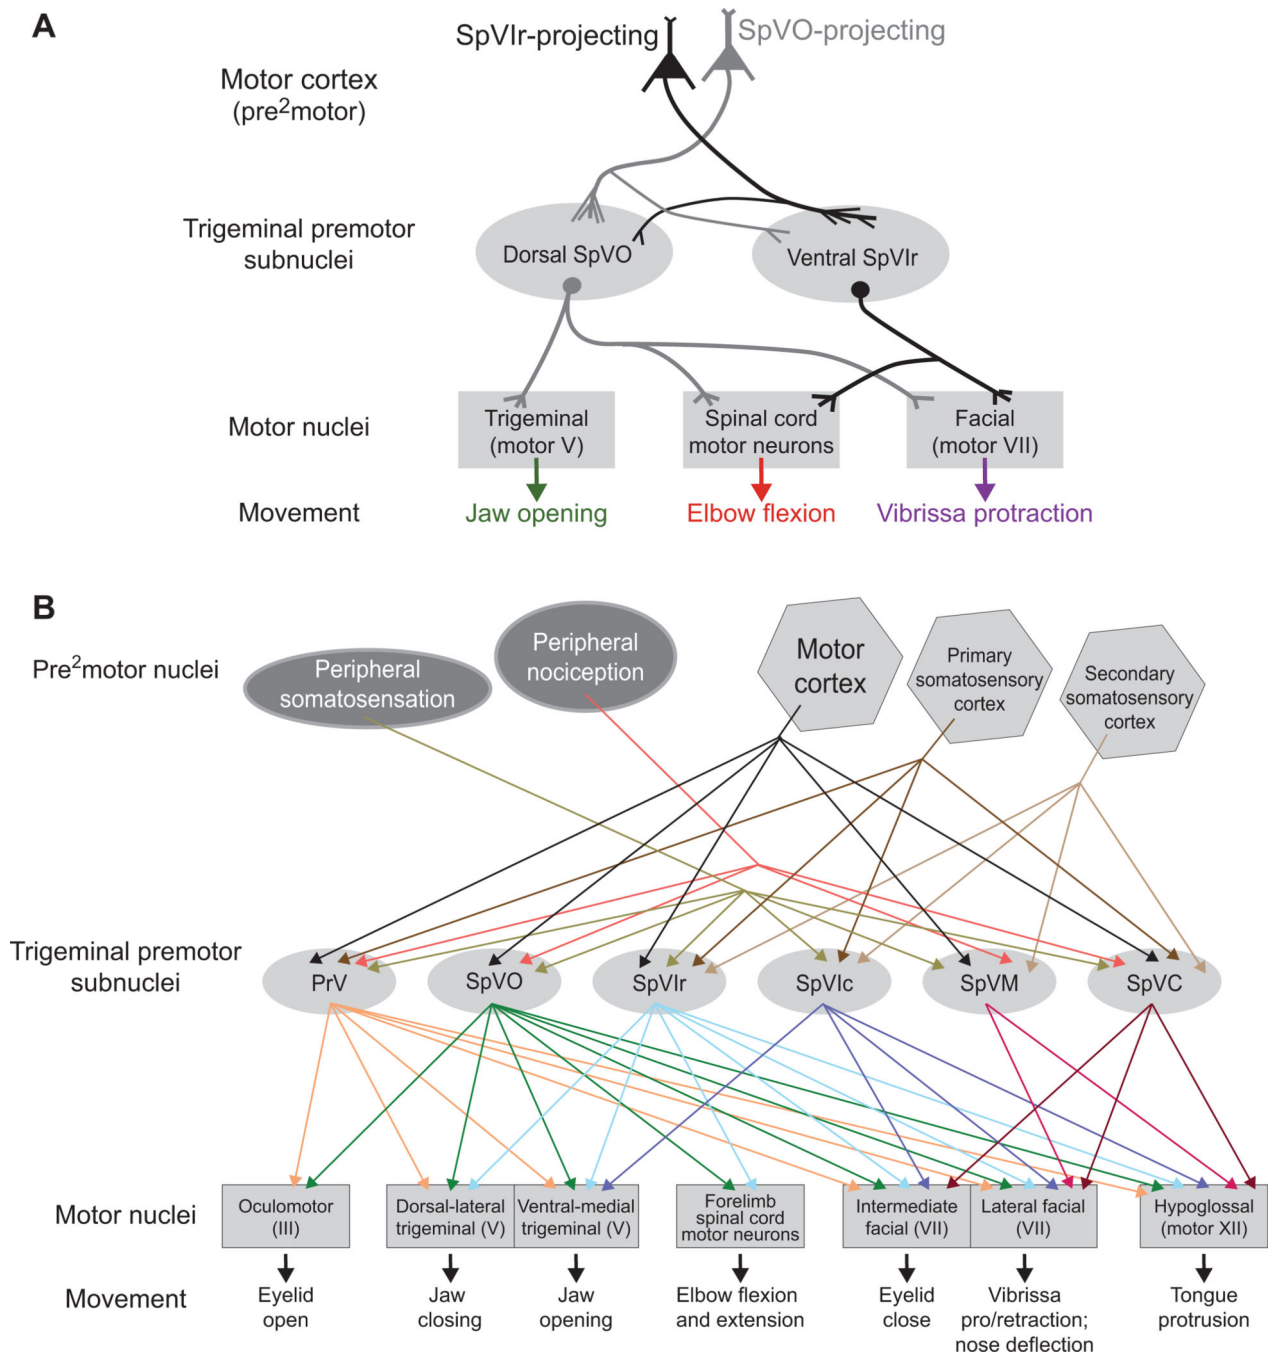 A
SpVIr-projecting
SpVO-projecting
Motor cortex
(pre2motor)
Trigeminal premotor
subnuclei
Dorsal SpVO
Ventral SpVIr
Motor nuclei
Trigeminal
(motor V)
Spinal cord
motor neurons
Facial
(motor VII)
Movement
Jaw opening
Elbow flexion
Vibrissa protraction
B
Pre2motor nuclei
Peripheral
somatosensation
Peripheral
nociception
Motor
cortex
Primary
somatosensory
cortex
Secondary
somatosensory
cortex
Trigeminal premotor
subnuclei
PrV
SpVO
SpVIr
SpVIc
SpVM
SpVC
Motor nuclei
Oculomotor
(III)
Dorsal-lateral
trigeminal (V)
Ventral-medial
trigeminal (V)
Forelimb
spinal cord
motor neurons
Intermediate
facial (VII)
Lateral facial
(VII)
Hypoglossal
(motor XII)
Movement
Eyelid
open
Jaw
closing
Jaw
opening
Elbow flexion
and extension
Eyelid
close
Vibrissa
pro/retraction;
nose deflection
Tongue
protrusion